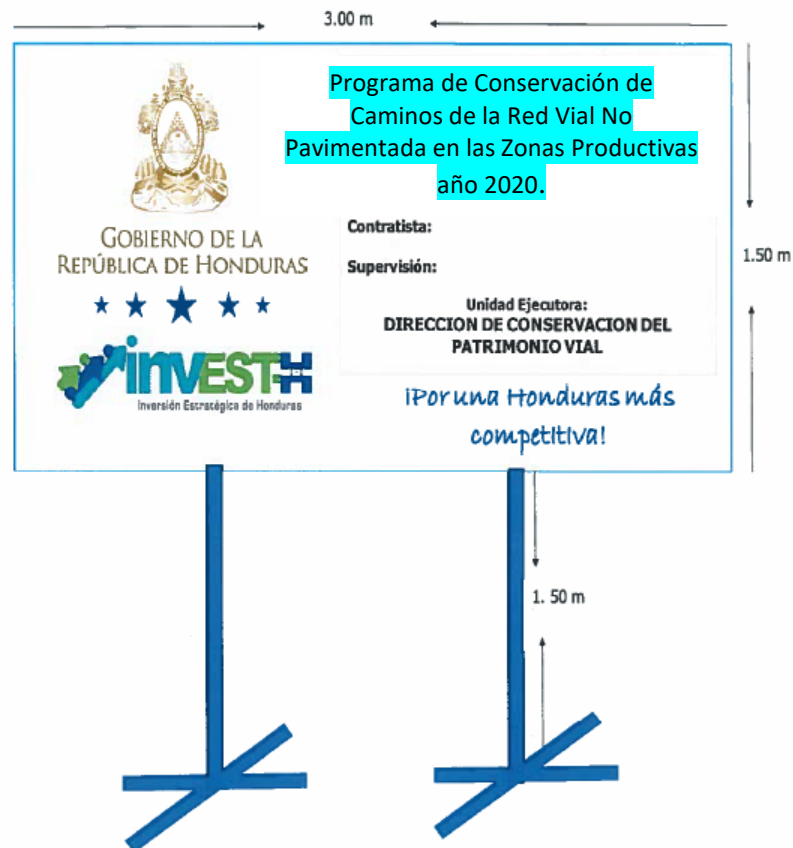 3.00 m
Programa de Conservación de
Caminos de la Red Vial No
Pavimentada en las Zonas Productivas
año 2020.
GOBIERNO DE LA
REPÚBLICA DE HONDURAS
Contratista:
Supervisión:
Unidad Ejecutora:
DIRECCION DE CONSERVACION DEL
PATRIMONIO VIAL
INVEST-H
Inversión Estratégica de Honduras
¡Por una Honduras más
competitiva!
1.50 m
1. 50 m